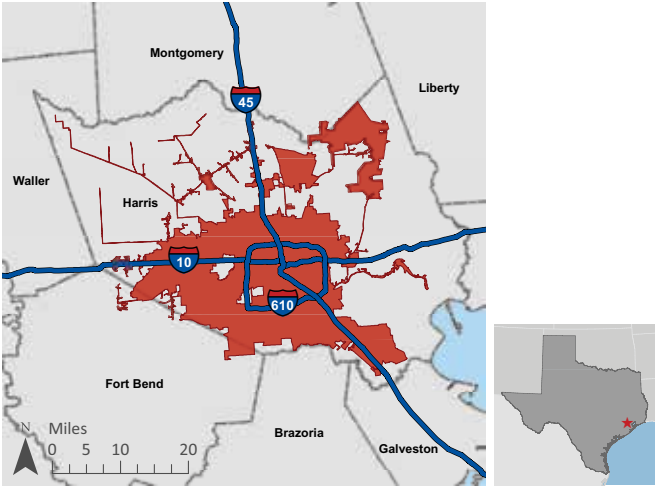 Montgomery
Liberty
45
Waller
Harris
10
610
Fort Bend
Brazoria
Galveston
N
Miles
0 5 10 20